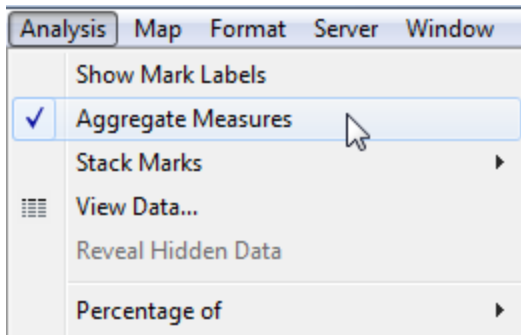 Analysis Map Format Server Window
Show Mark Labels
Aggregate Measures
Stack Marks
View Data...
Reveal Hidden Data
Percentage of